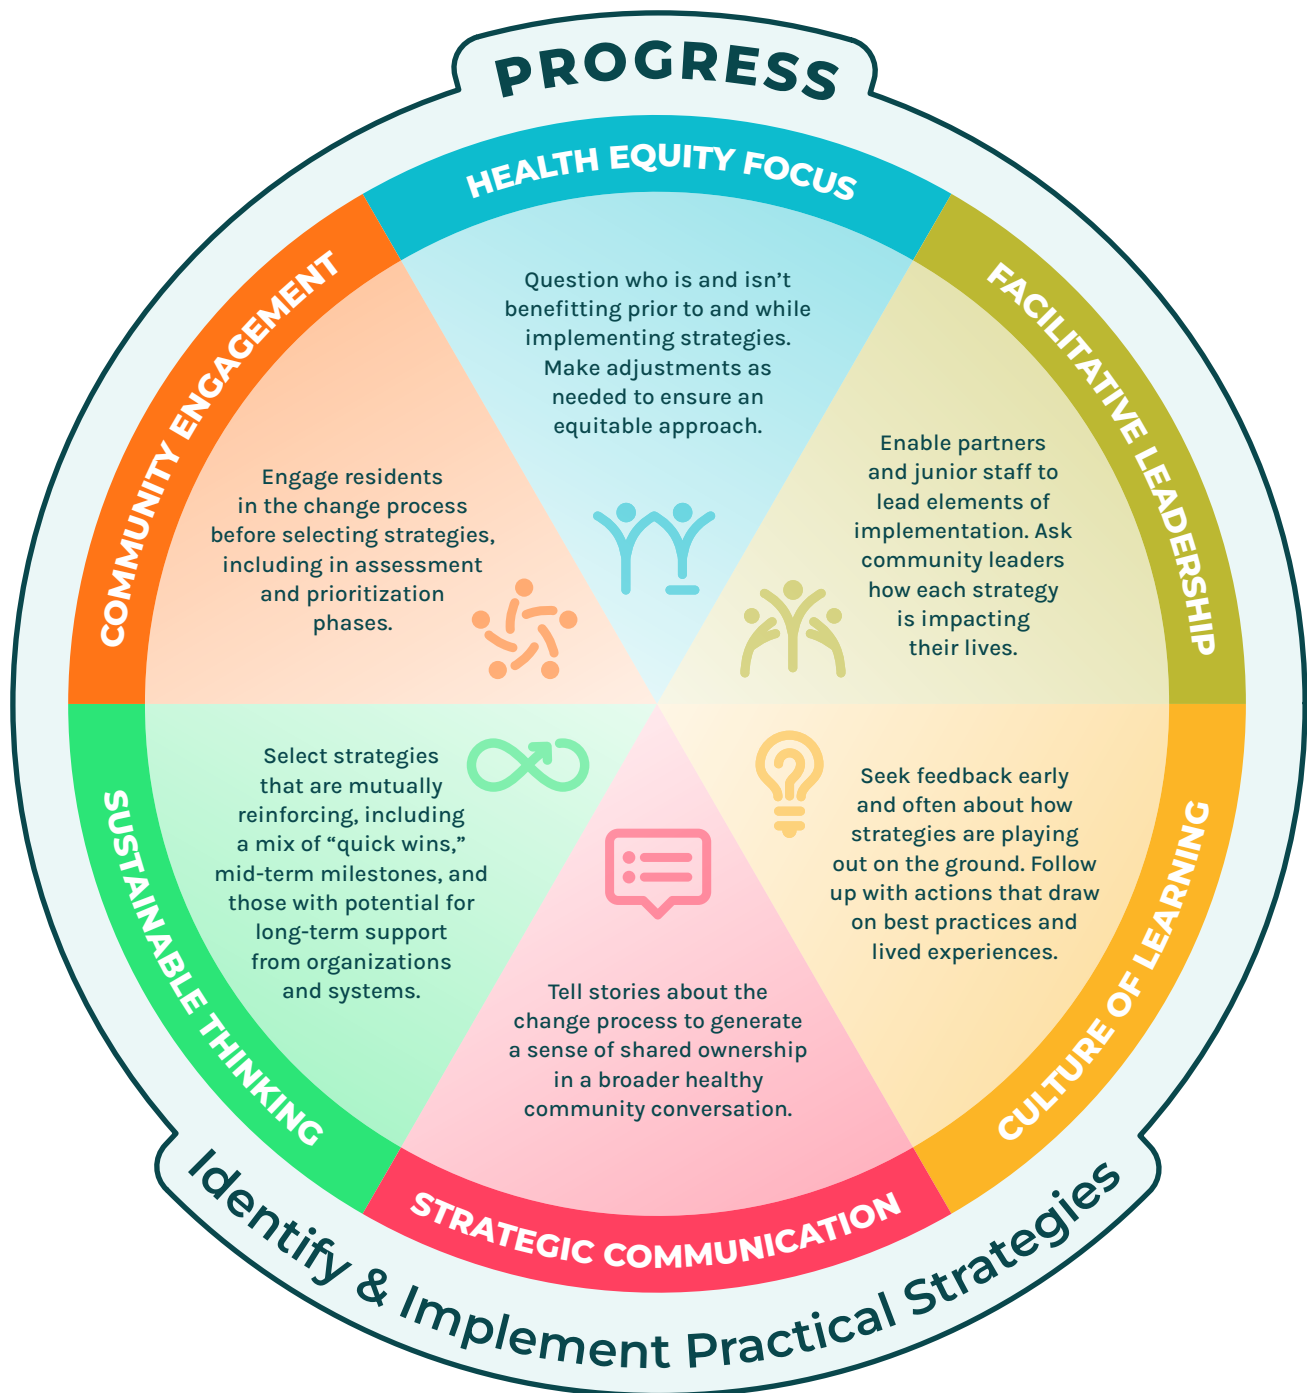 PROGRESS
HEALTH EQUITY FOCUS
Question who is and isn’t
benefitting prior to and while
implementing strategies.
Make adjustments as
needed to ensure an
equitable approach.
FACILITATIVE LEADERSHIP
Enable partners
and junior staff to
lead elements of
implementation. Ask
community leaders
how each strategy
is impacting
their lives.
CULTURE OF LEARNING
Seek feedback early
and often about how
strategies are playing
out on the ground. Follow
up with actions that draw
on best practices and
lived experiences.
STRATEGIC COMMUNICATION
Tell stories about the
change process to generate
a sense of shared ownership
in a broader healthy
community conversation.
SUSTAINABLE THINKING
Select strategies
that are mutually
reinforcing, including
a mix of “quick wins,”
mid-term milestones, and
those with potential for
long-term support
from organizations
and systems.
COMMUNITY ENGAGEMENT
Engage residents
in the change process
before selecting strategies,
including in assessment
and prioritization
phases.
Identify & Implement Practical Strategies